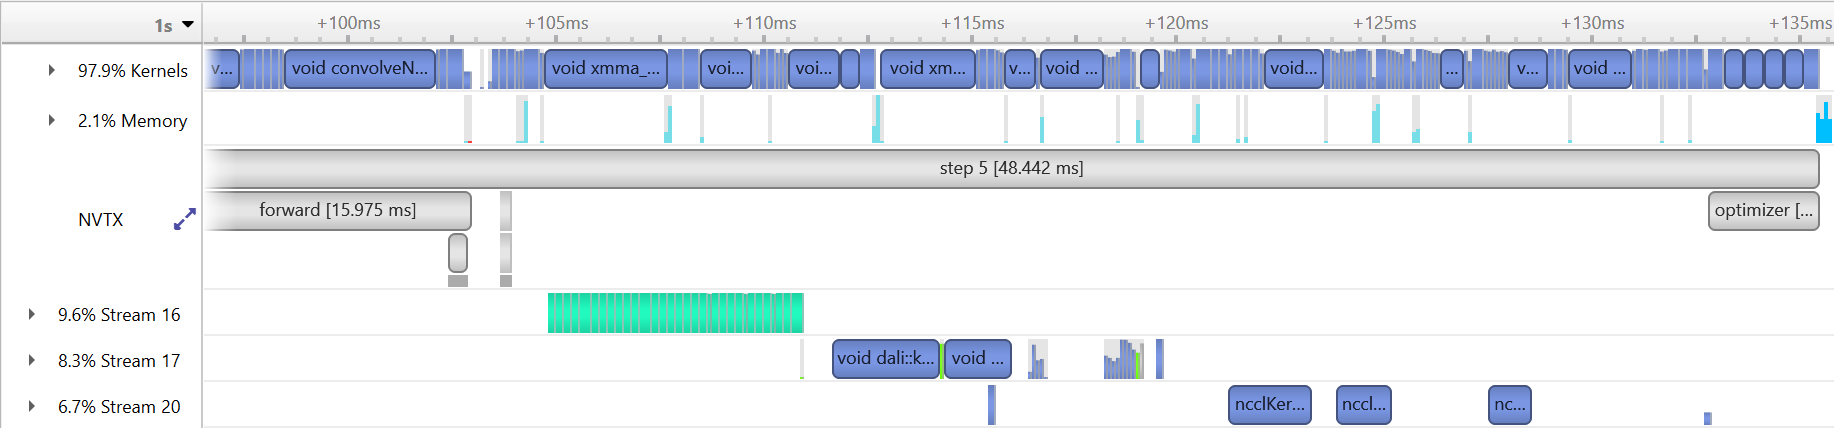 1s +100ms +105ms +110ms +115ms +120ms +125ms +130ms +135ms
97.9% Kernels v... void convolveN... void xmma_... voi... voi... void xm... v... void ... void... ... v... void ...
2.1% Memory
step 5 [48.442 ms]
NVTX forward [15.975 ms] optimizer [...
9.6% Stream 16
8.3% Stream 17 void dali::k... void ...
6.7% Stream 20 ncclKer... nccl... nc...